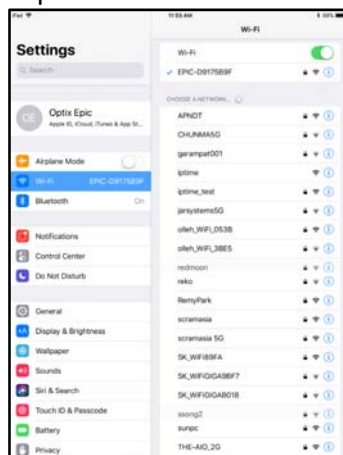 iPad
11:55 AM
Settings
Wi-Fi
Search
Wi-Fi
EPIC-D9175B9F
CHOOSE A NETWORK...
OE
Optix Epic
Apple ID, iCloud, iTunes & App St...
APNDT
CHUNMA5G
garampat001
Airplane Mode
Wi-Fi
EPIC-D9175B9F
iptime
Bluetooth
On
iptime_test
jarsystems5G
olleh_WiFi_053B
Notifications
olleh_WiFi_3BE5
Control Center
redmoon
Do Not Disturb
reko
RemyPark
General
scramasia
Display & Brightness
scramasia 5G
Wallpaper
SK_WiFi89FA
Sounds
SK_WiFiGIGA9BF7
Siri & Search
SK_WiFiGIGAB018
Touch ID & Passcode
ssong2
Battery
sunpc
Privacy
THE-AIO_2G